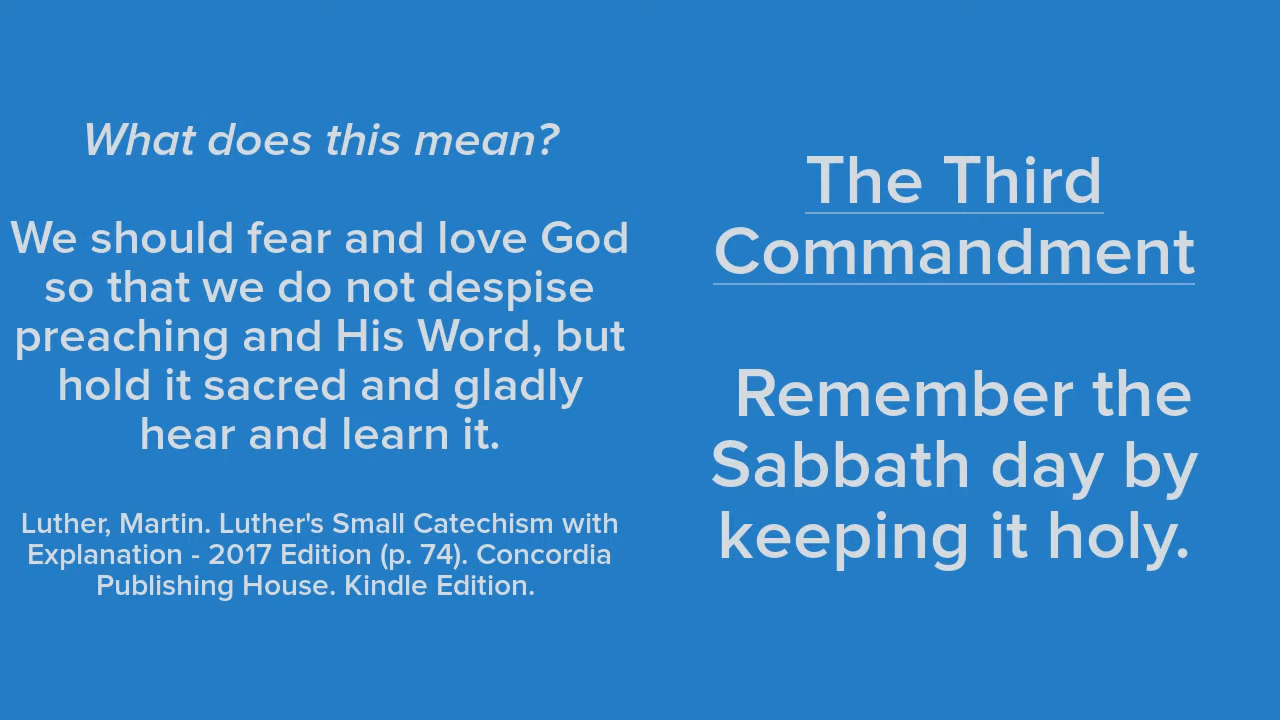 What does this mean?
We should fear and love God
so that we do not despise
preaching and His Word, but
hold it sacred and gladly
hear and learn it.
Luther, Martin. Luther's Small Catechism with
Explanation - 2017 Edition (p. 74). Concordia
Publishing House. Kindle Edition.
The Third
Commandment
Remember the
Sabbath day by
keeping it holy.